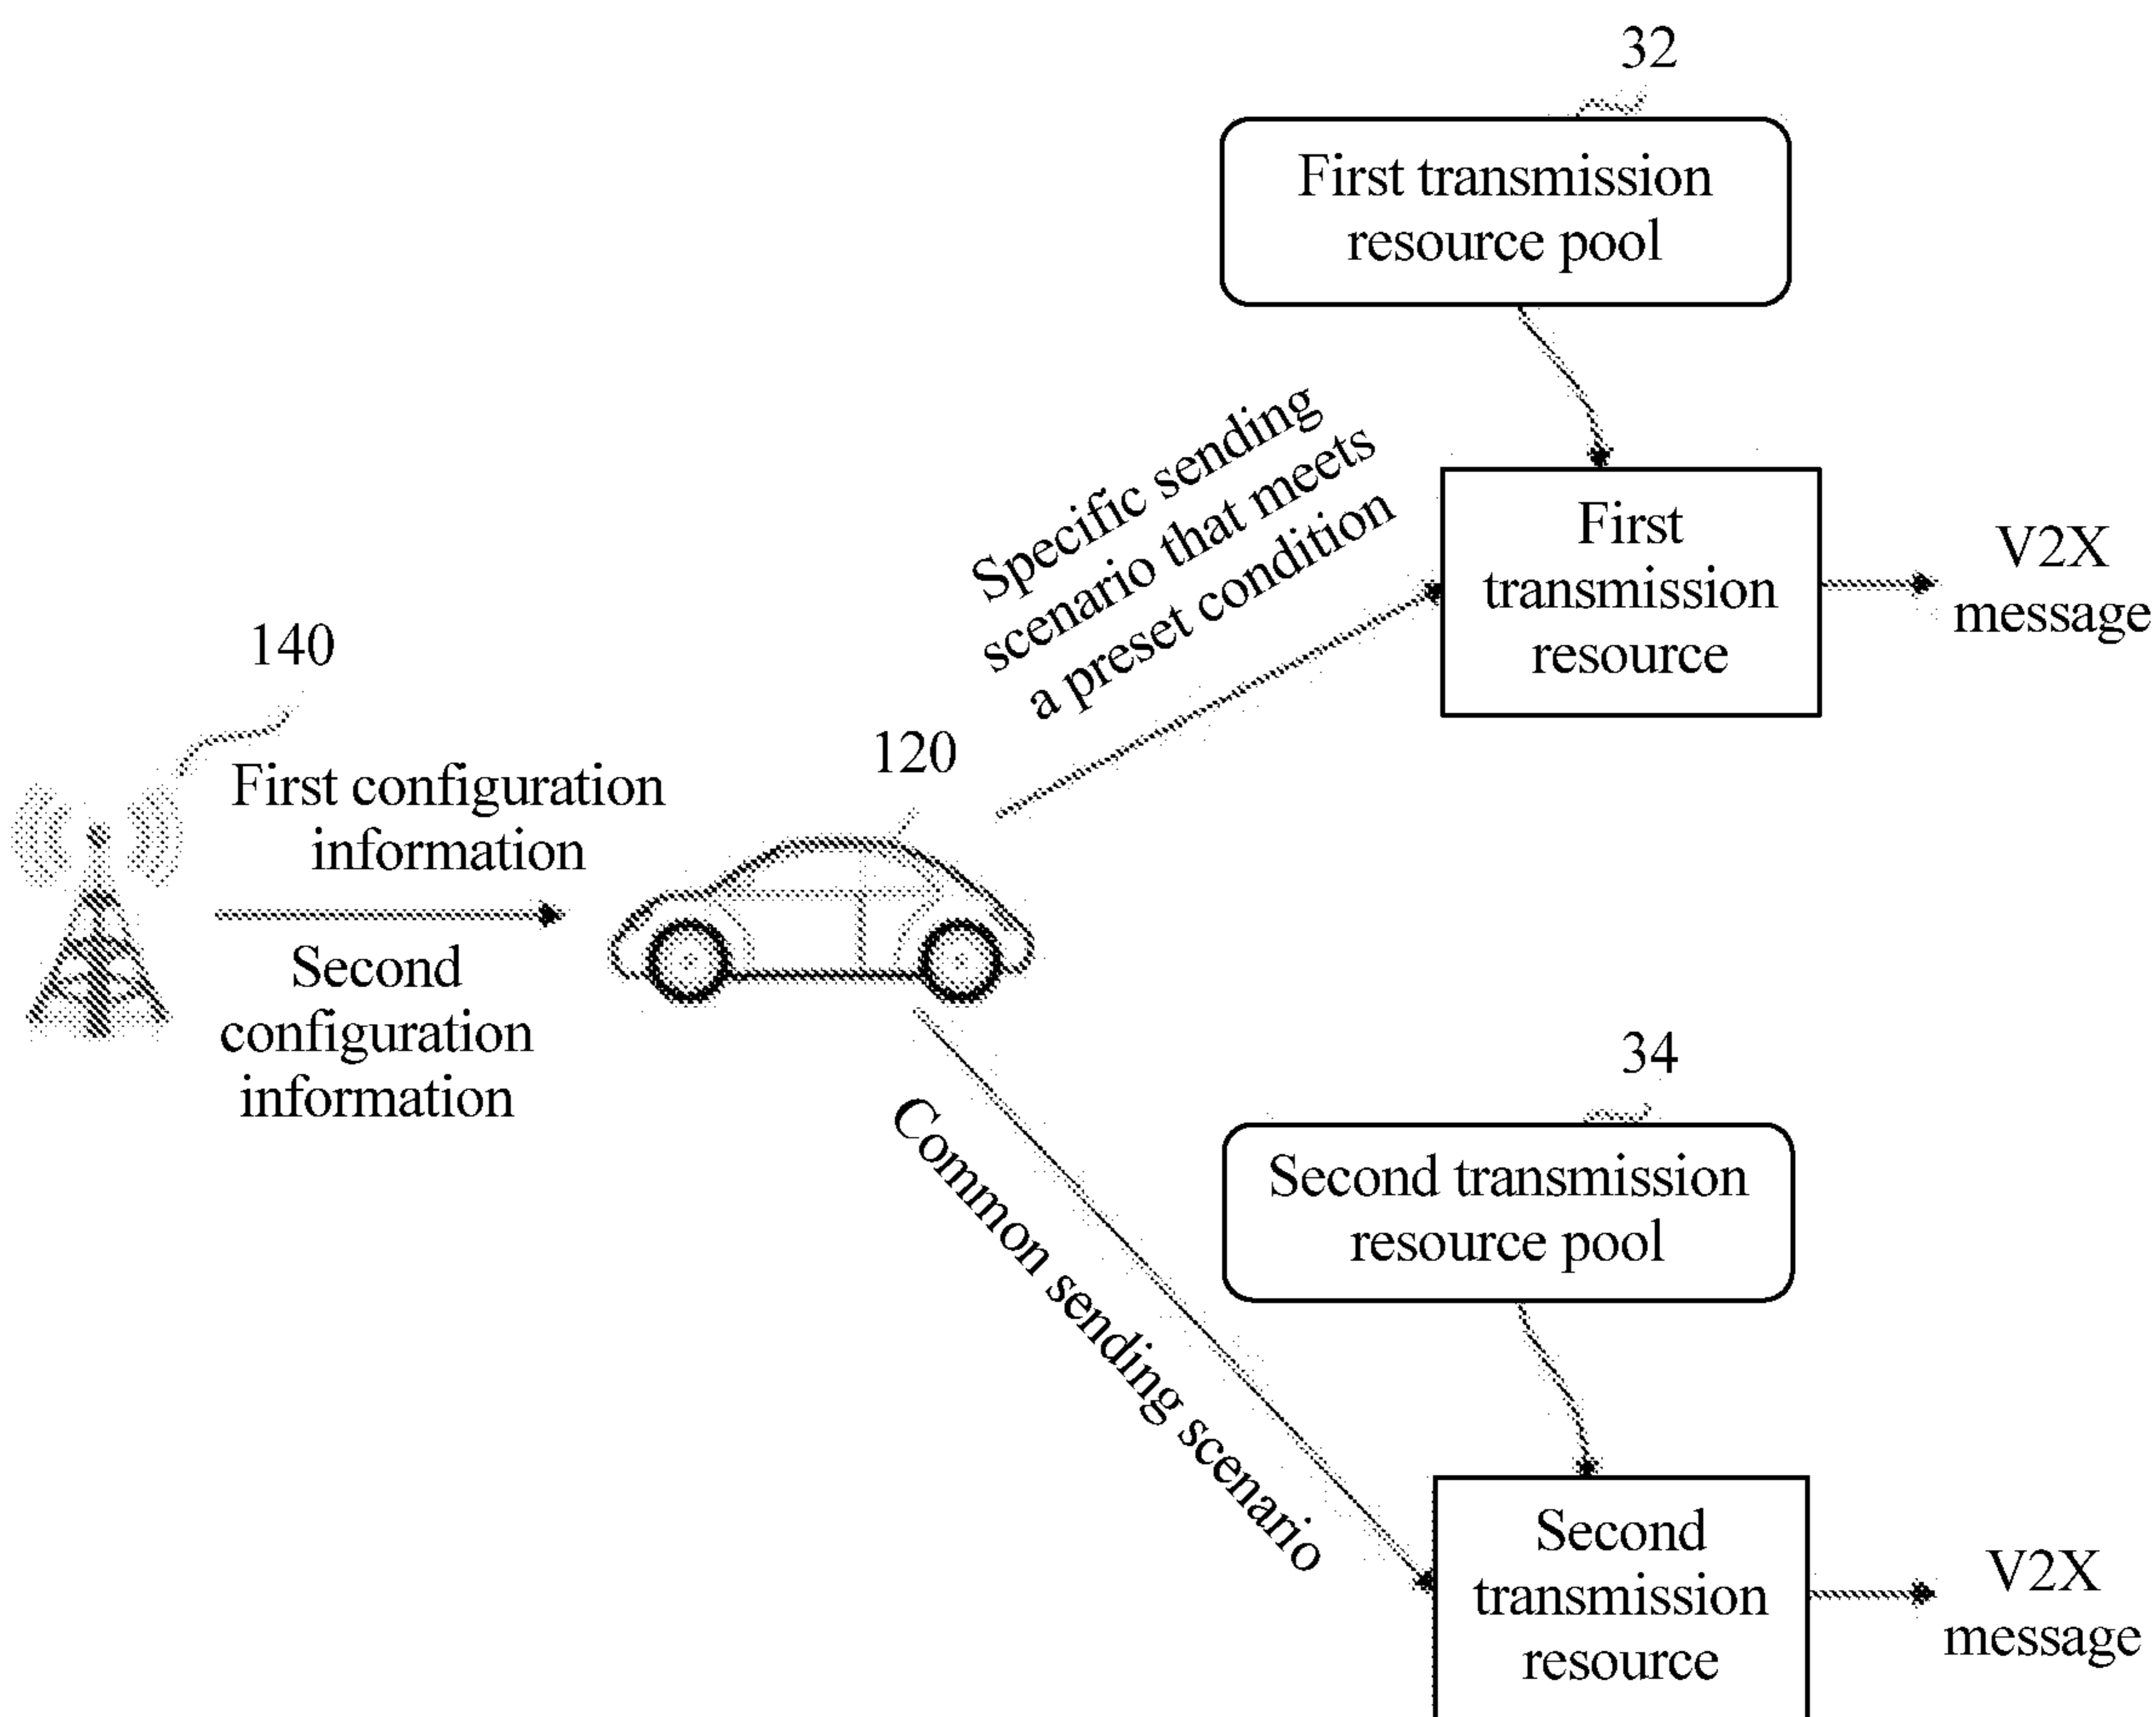 32
First transmission
resource pool
Specific sending
scenario that meets
a preset condition
First
transmission
resource
V2X
message
140
First configuration
information
Second
configuration
information
120
Common sending scenario
34
Second transmission
resource pool
Second
transmission
resource
V2X
message